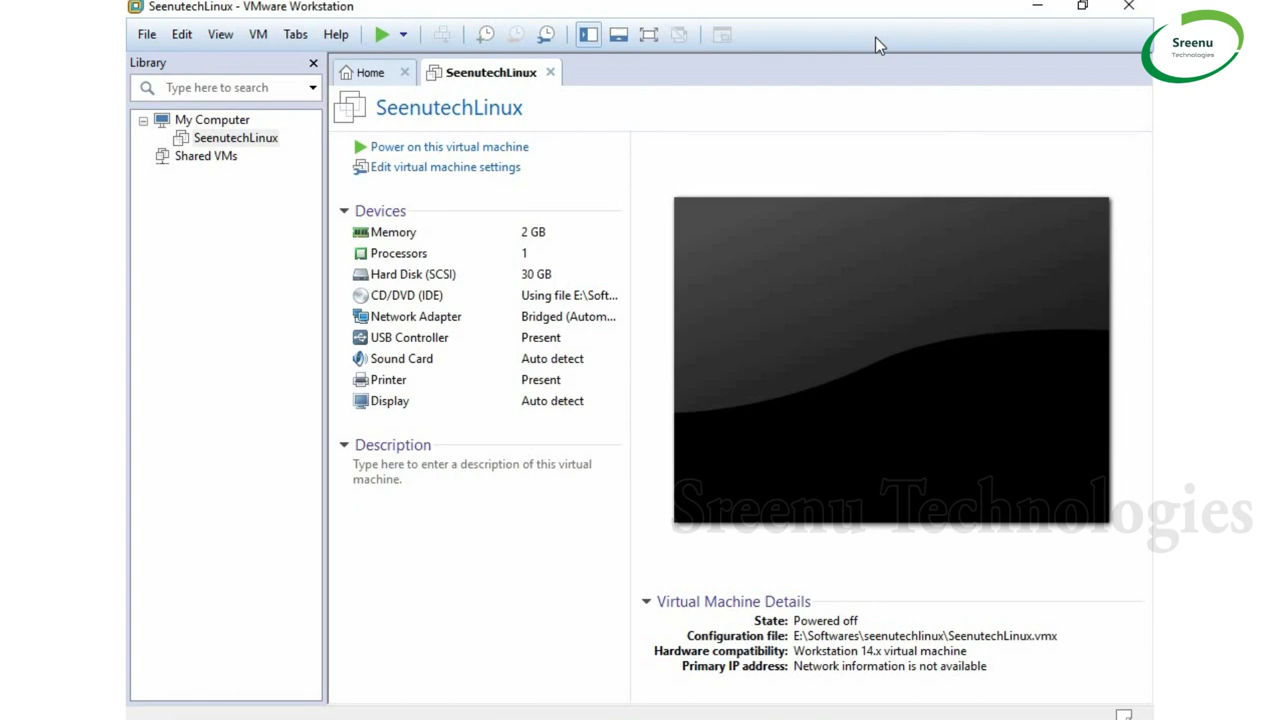 SeenutechLinux - VMware Workstation
File Edit View VM Tabs Help
Sreenu
Technologies
Library
Type here to search
My Computer
SeenutechLinux
Shared VMs
Home
SeenutechLinux
SeenutechLinux
Power on this virtual machine
Edit virtual machine settings
Devices
Memory 2 GB
Processors 1
Hard Disk (SCSI) 30 GB
CD/DVD (IDE) Using file E:\Soft...
Network Adapter Bridged (Autom...
USB Controller Present
Sound Card Auto detect
Printer Present
Display Auto detect
Description
Type here to enter a description of this virtual
machine.
Sreenu Technologies
Virtual Machine Details
State: Powered off
Configuration file: E:\Softwares\seenutechlinux\SeenutechLinux.vmx
Hardware compatibility: Workstation 14.x virtual machine
Primary IP address: Network information is not available